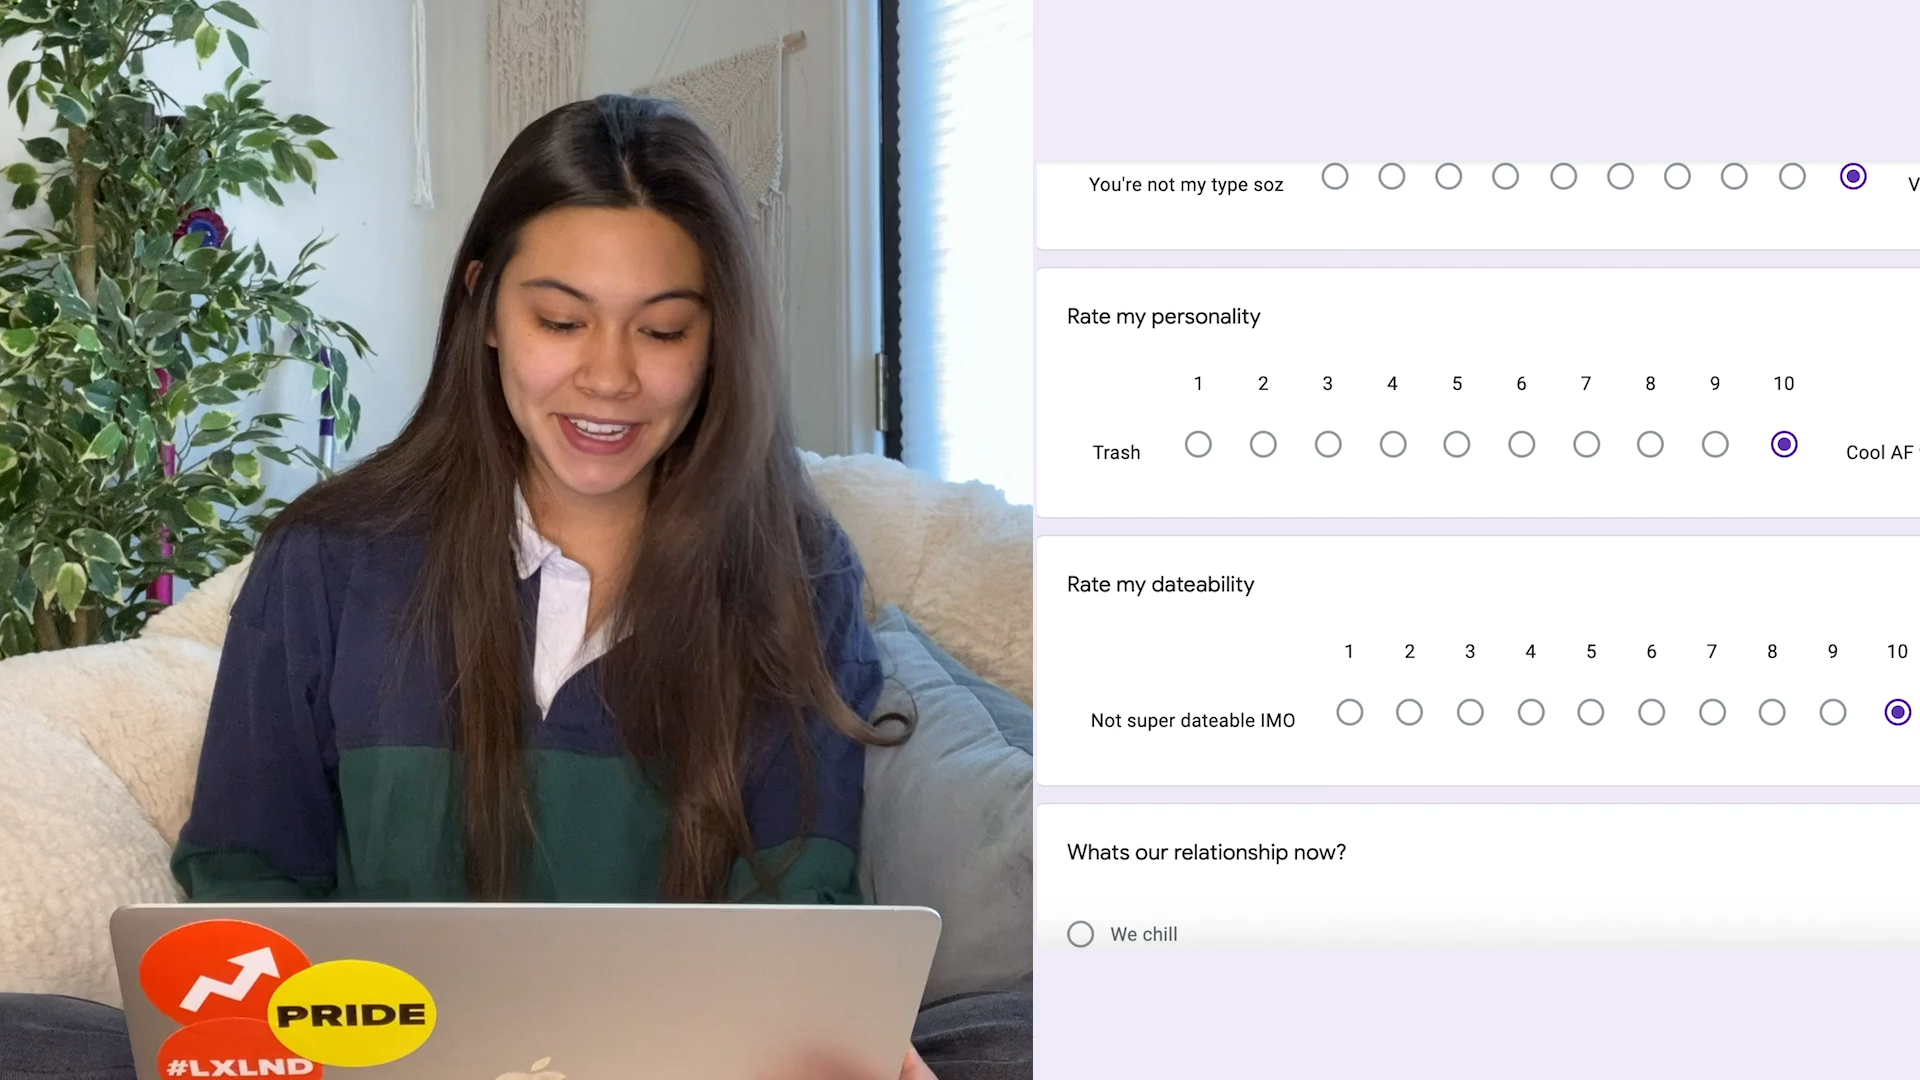 You're not my type soz
Rate my personality
1 2 3 4 5 6 7 8 9 10
Trash
Cool AF
Rate my dateability
1 2 3 4 5 6 7 8 9 10
Not super dateable IMO
Whats our relationship now?
We chill
PRIDE
#LXLND